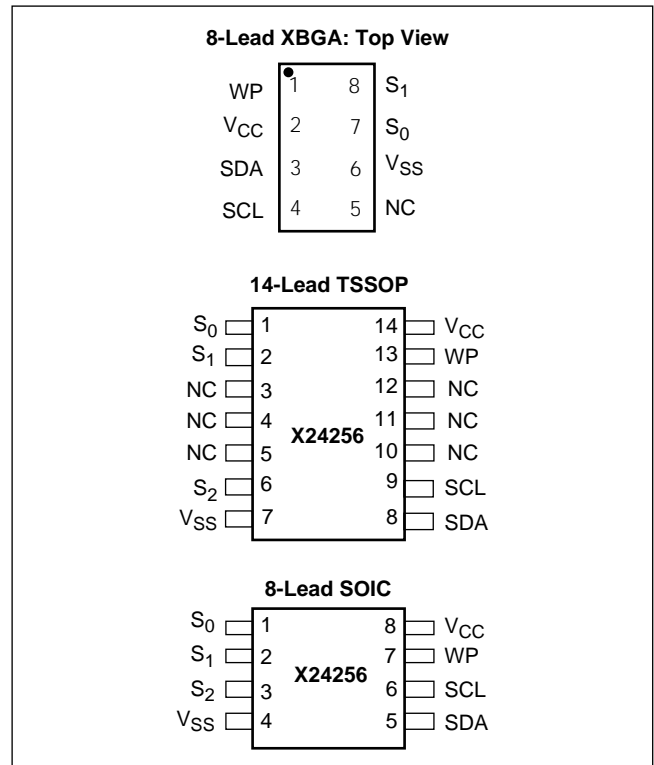 8-Lead XBGA: Top View
WP 1 8 S1
VCC 2 7 S0
SDA 3 6 VSS
SCL 4 5 NC
14-Lead TSSOP
S0 1 14 VCC
S1 2 13 WP
NC 3 12 NC
NC 4 11 NC
X24256
NC 5 10 NC
S2 6 9 SCL
VSS 7 8 SDA
8-Lead SOIC
S0 1 8 VCC
S1 2 7 WP
X24256
S2 3 6 SCL
VSS 4 5 SDA